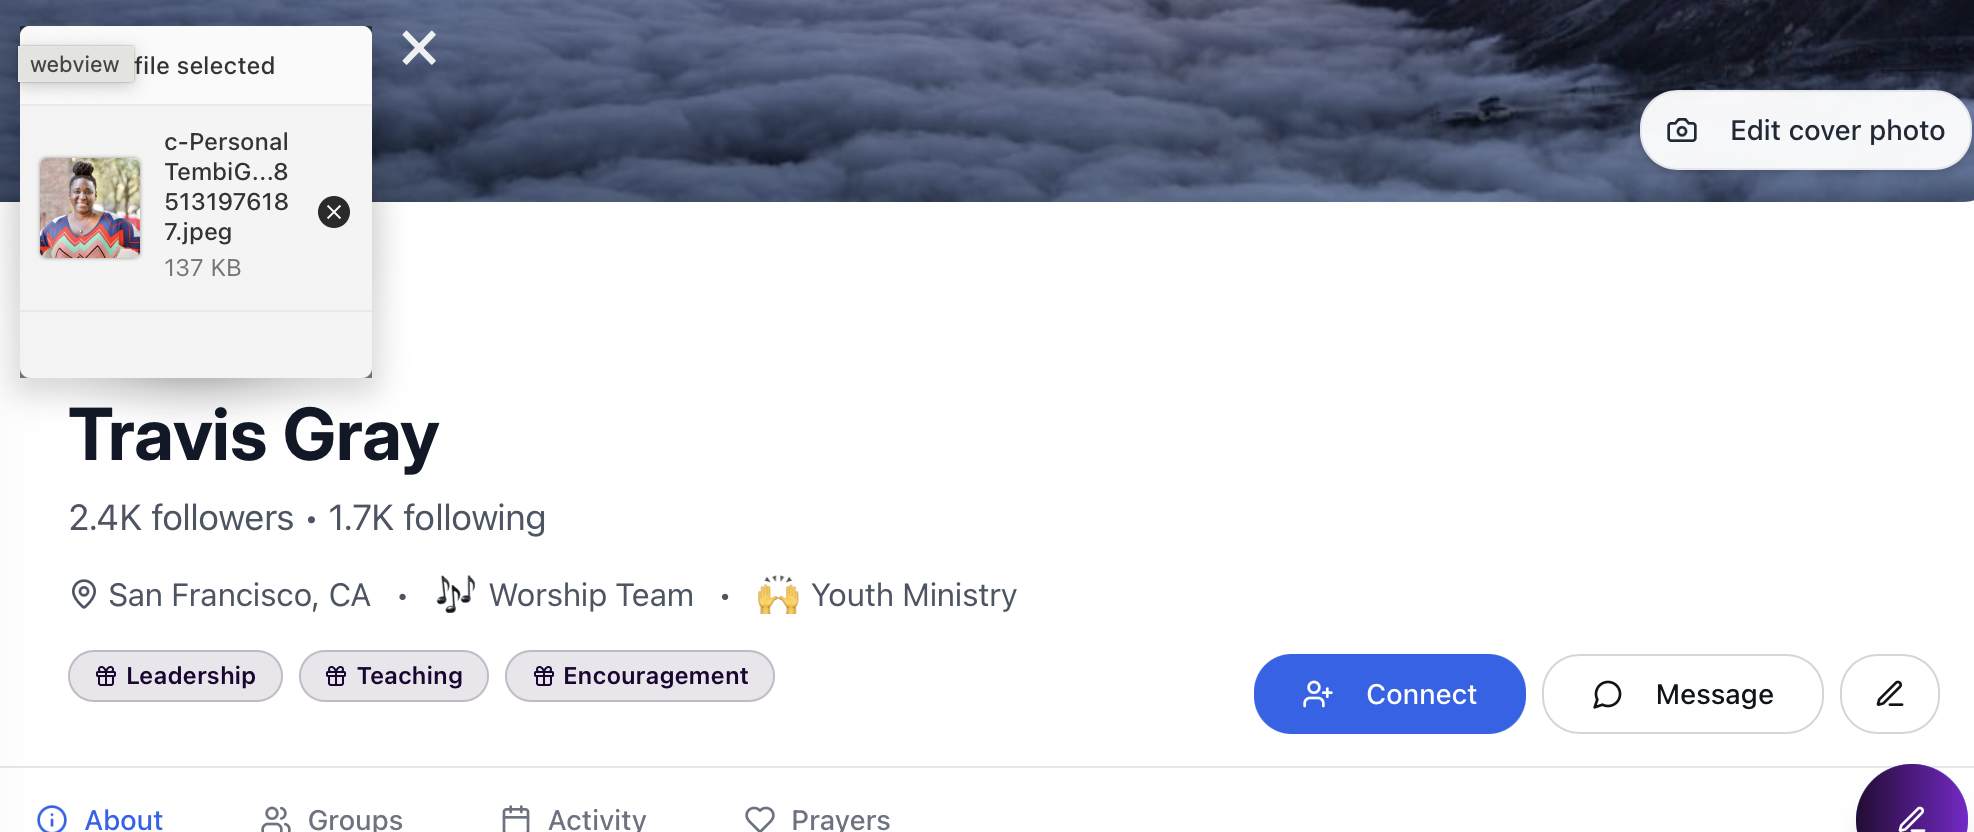 webview file selected
c-Personal
TembiG...8
513197618
7.jpeg
137 KB
Edit cover photo
Travis Gray
2.4K followers • 1.7K following
San Francisco, CA • 🎶 Worship Team • 🙌 Youth Ministry
Leadership Teaching Encouragement
Connect Message
About Groups Activity Prayers